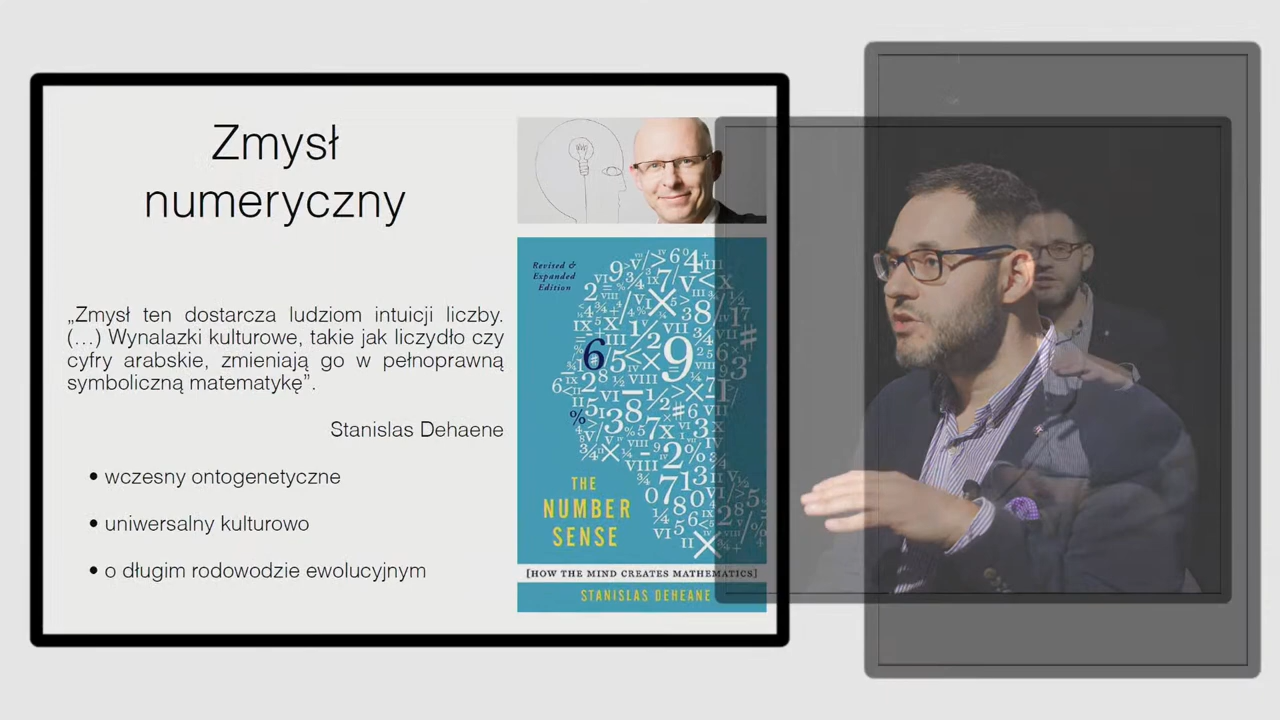 Zmysł
numeryczny
„Zmysł ten dostarcza ludziom intuicji liczby.
(…) Wynalazki kulturowe, takie jak liczydło czy
cyfry arabskie, zmieniają go w pełnoprawną
symboliczną matematykę”.
Stanislas Dehaene
• wczesny ontogenetyczne
• uniwersalny kulturowo
• o długim rodowodzie ewolucyjnym
Revised &
Expanded
Edition
THE
NUMBER
SENSE
[HOW THE MIND CREATES MATHEMATICS]
STANISLAS DEHEANE